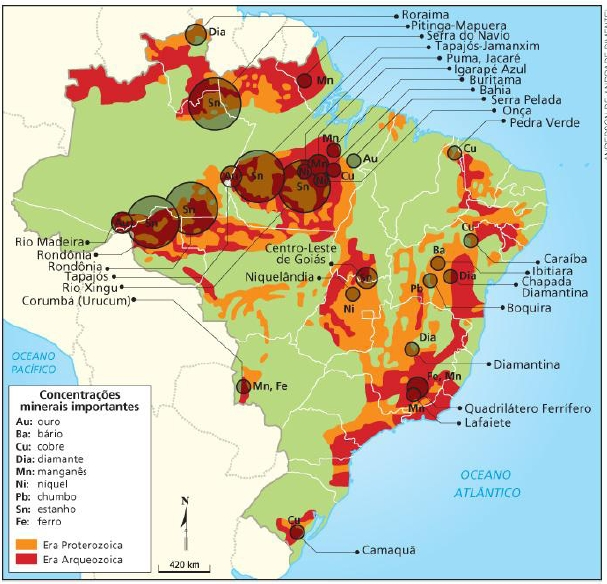 Roraima
Pitinga-Mapuera
Serra do Navio
Tapajós-Jamanxim
Puma, Jacaré
Igarapé Azul
Buritama
Bahia
Serra Pelada
Onça
Pedra Verde
Dia
Sn
Mn
Mn
Au
Cu
Au
Sn
Ni
Mn
Sn
Cu
Sn
Sn
Rio Madeira
Rondônia
Rondônia
Tapajós
Rio Xingu
Corumbá (Urucum)
Centro-Leste
de Goiás
Niquelândia
Sn
Ni
Cu
Ba
Dia
Pb
Caraíba
Ibitiara
Chapada
Diamantina
Boquira
Dia
Diamantina
Mn, Fe
Fe, Mn
Mn
Quadrilátero Ferrífero
Lafaiete
OCEANO
PACÍFICO
OCEANO
ATLÂNTICO
Cu
Camaquã
Concentrações
minerais importantes
Au: ouro
Ba: bário
Cu: cobre
Dia: diamante
Mn: manganês
Ni: níquel
Pb: chumbo
Sn: estanho
Fe: ferro
Era Proterozoica
Era Arqueozoica
N
420 km